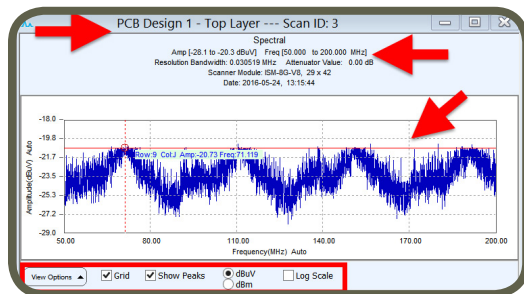 PCB Design 1 - Top Layer --- Scan ID: 3
Spectral
Amp [-28.1 to -20.3 dBuV] Freq [50.000 to 200.000 MHz]
Resolution Bandwidth: 0.030519 MHz Attenuator Value: 0.00 dB
Scanner Module: ISM-8G-V8, 29 x 42
Date: 2016-05-24, 13:15:44
Amplitude(dBuV) Auto
-18.0
-19.8
-21.7
-23.5
-25.3
-27.2
-29.0
Row:9 Col:J Amp:-20.73 Freq:71.119
50.00 80.00 110.00 140.00 170.00 200.00
Frequency(MHz) Auto
View Options Grid Show Peaks dBuV Log Scale
dBm